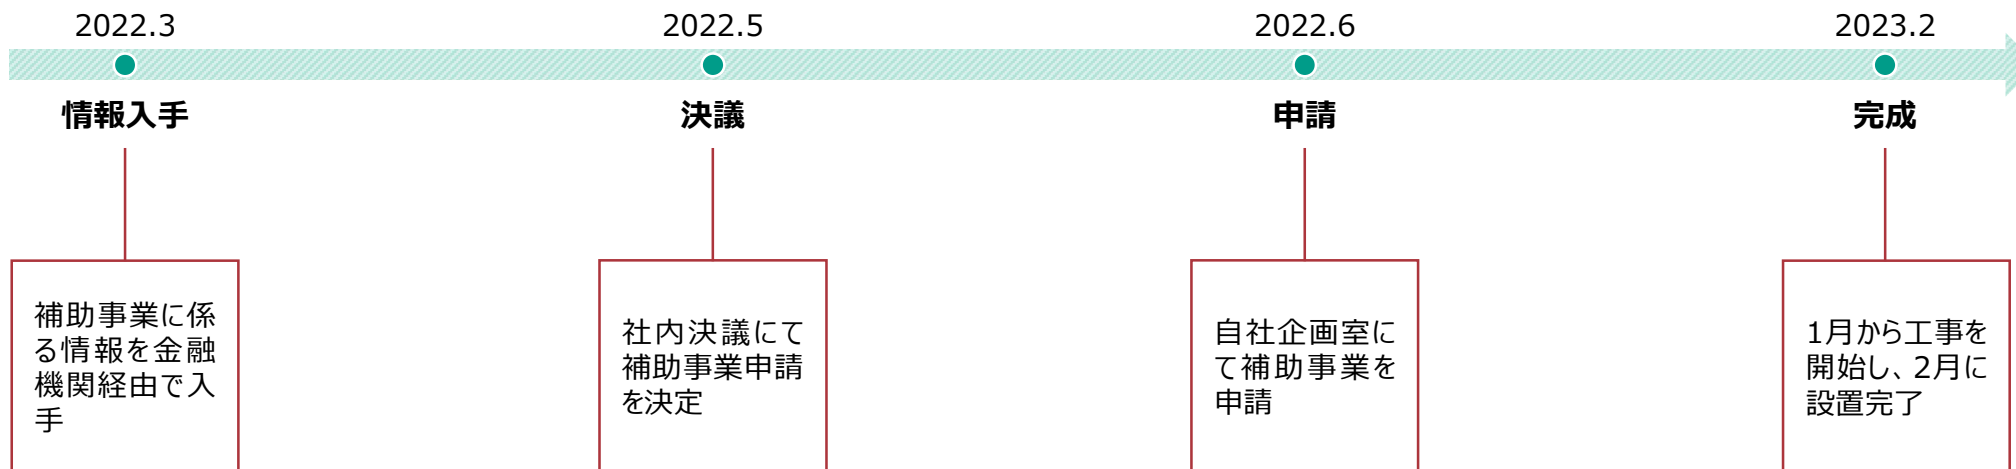 2022.3
2022.5
2022.6
2023.2
情報入手
決議
申請
完成
補助事業に係
る情報を金融
機関経由で入
手
社内決議にて
補助事業申請
を決定
自社企画室に
て補助事業を
申請
1月から工事を
開始し、2月に
設置完了